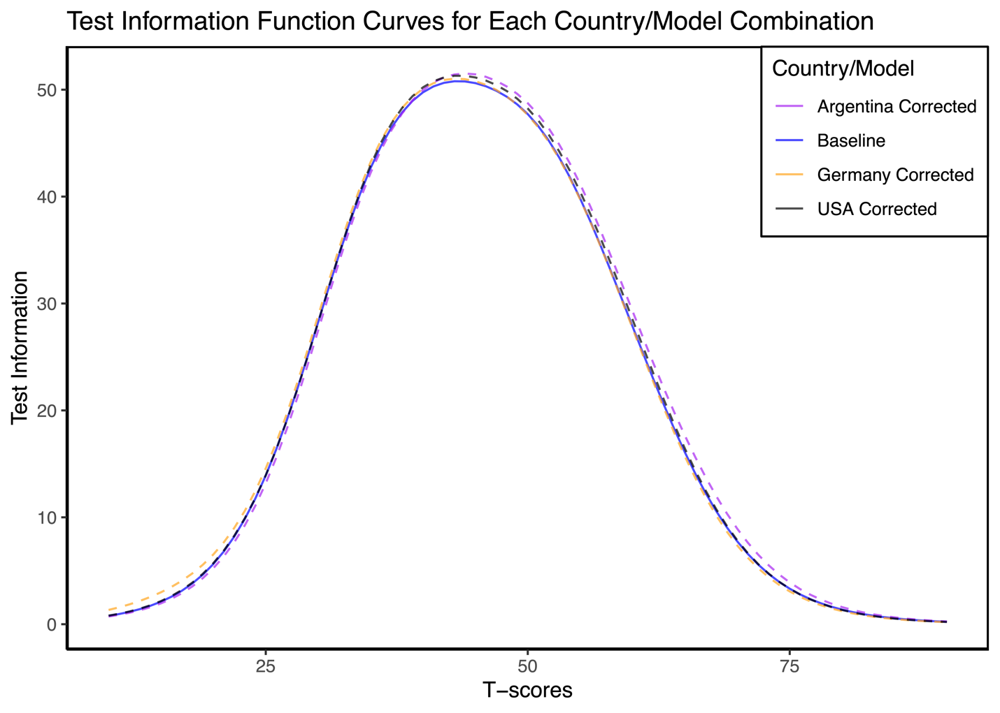 Test Information Function Curves for Each Country/Model Combination
Country/Model
Argentina Corrected
Baseline
Germany Corrected
USA Corrected
Test Information
50
40
30
20
10
0
25
50
75
T−scores